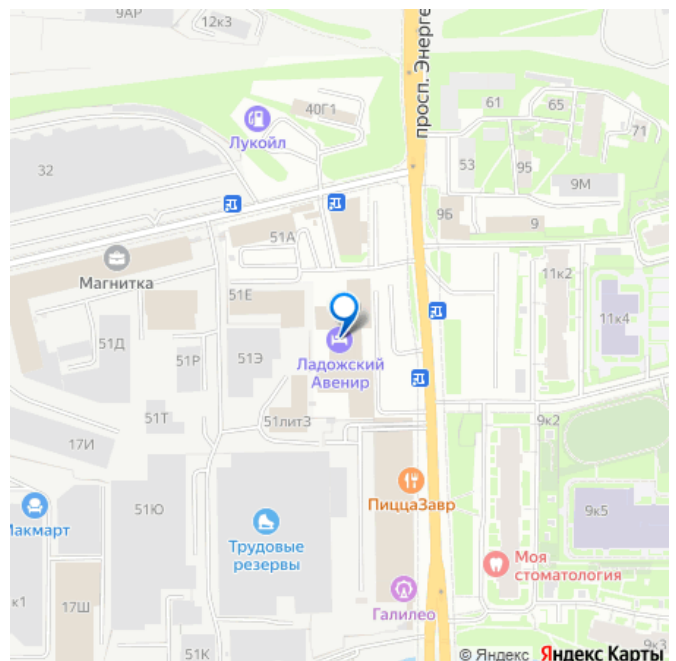 9АР
12к3
просп. Энерге
40Г1
Лукойл
61
65
71
53
95
9М
32
9Б
9
51А
Магнитка
11к2
51Е
11к4
51Д
51Р
51Э
Ладожский
Авенир
51Т
51литЗ
9к2
17И
ПиццаЗавр
51Ю
9к5
Макмарт
Трудовые
резервы
Моя
стоматология
к1
17Ш
Галилео
51К
9к3
© Яндекс Яндекс Карты